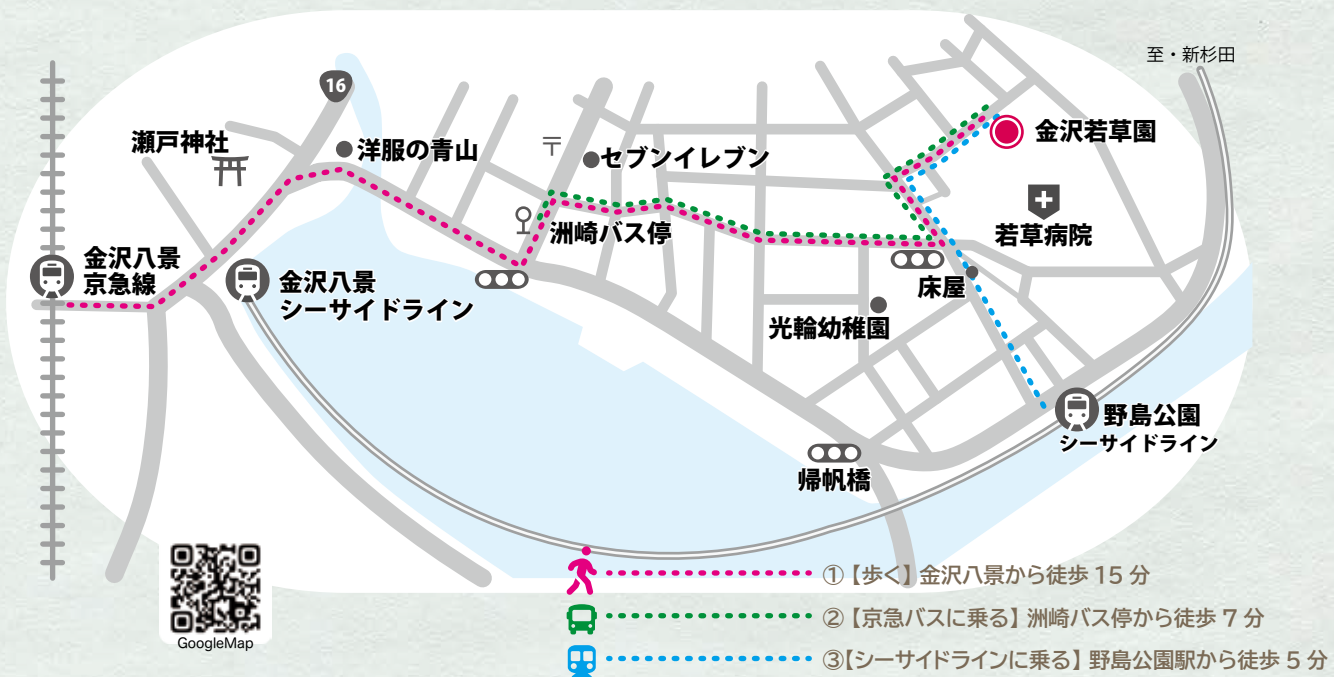 至・新杉田
16
瀬戸神社
洋服の青山
〒
セブンイレブン
金沢若草園
洲崎バス停
若草病院
金沢八景
京急線
金沢八景
シーサイドライン
床屋
光輪幼稚園
野島公園
シーサイドライン
帰帆橋
GoogleMap
①【歩く】金沢八景から徒歩 15 分
②【京急バスに乗る】洲崎バス停から徒歩 7 分
③【シーサイドラインに乗る】野島公園駅から徒歩 5 分